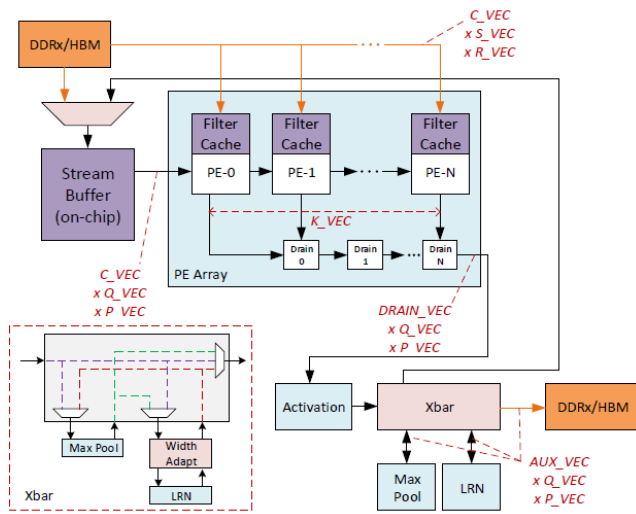 DDRx/HBM
C_VEC
x S_VEC
x R_VEC
Filter
Cache
Filter
Cache
Filter
Cache
PE-0
PE-1
PE-N
Stream
Buffer
(on-chip)
K_VEC
Drain
0
Drain
1
Drain
N
PE Array
C_VEC
x Q_VEC
x P_VEC
DRAIN_VEC
x Q_VEC
x P_VEC
Activation
Xbar
DDRx/HBM
Max
Pool
LRN
AUX_VEC
x Q_VEC
x P_VEC
Max Pool
Width
Adapt
LRN
Xbar